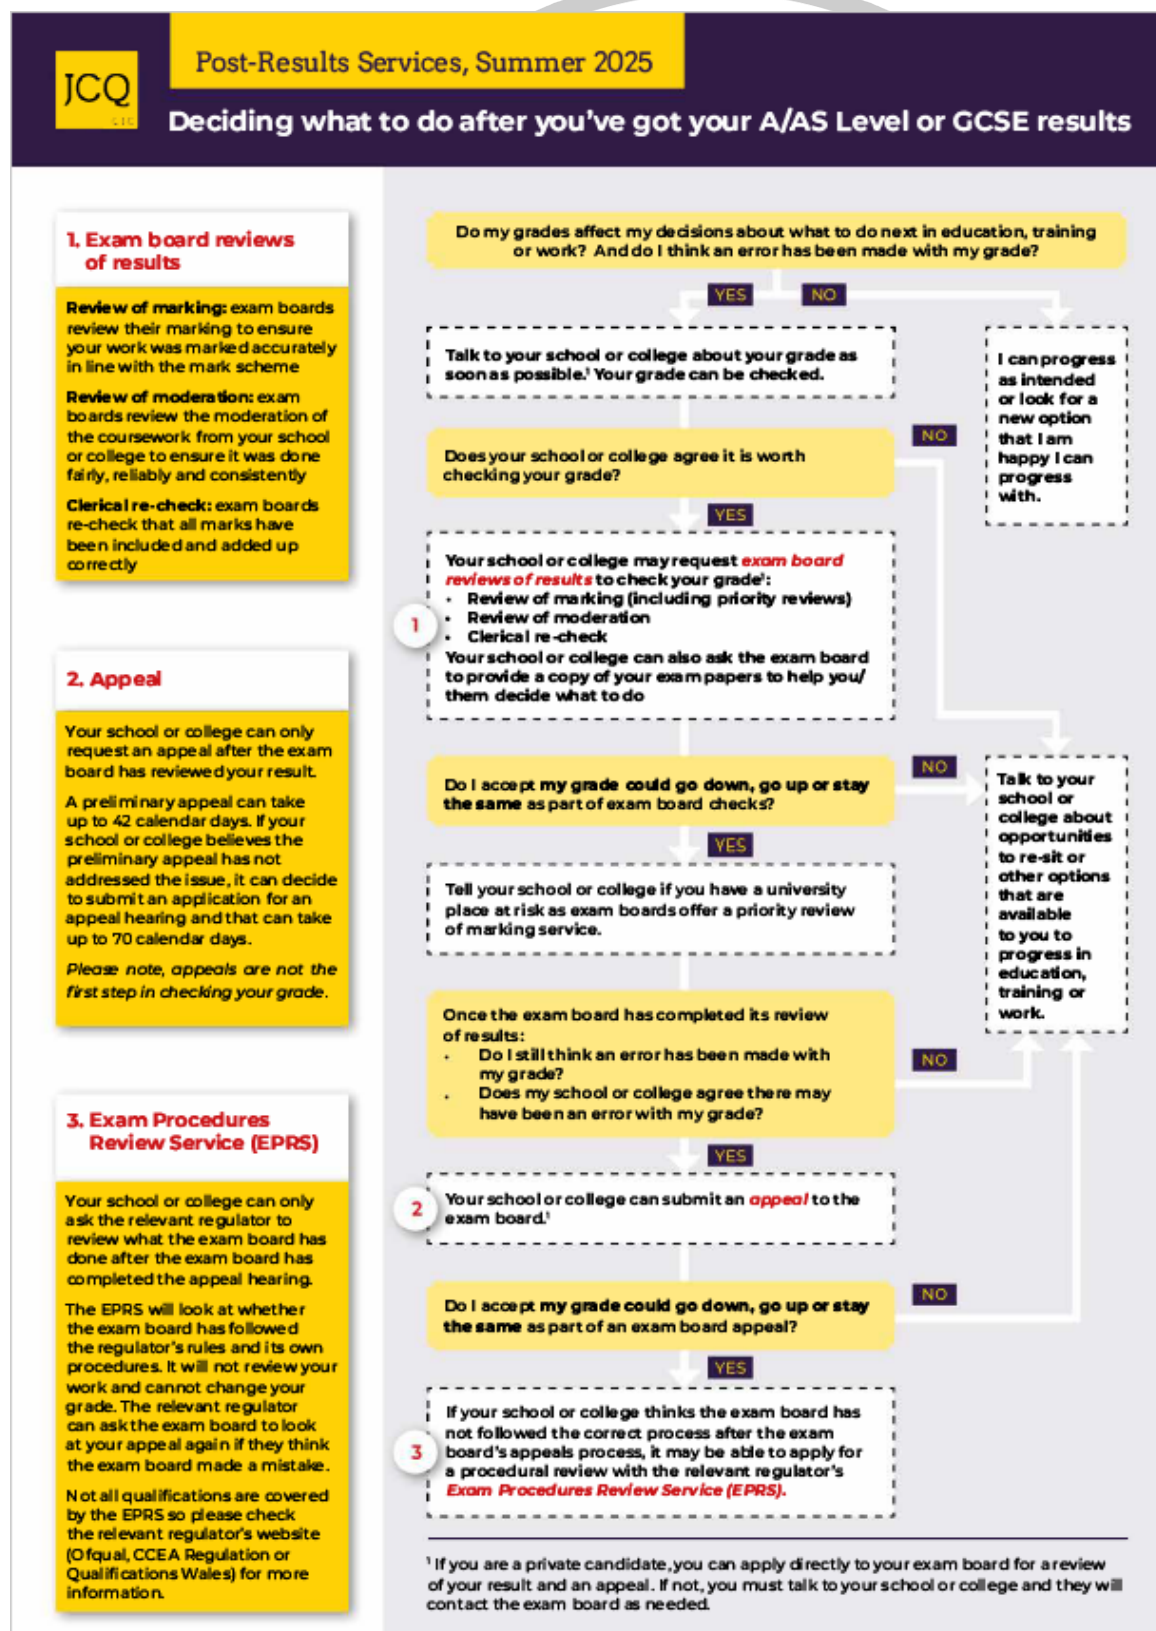 JCQ
CIC
Post-Results Services, Summer 2025
Deciding what to do after you've got your A/AS Level or GCSE results
1. Exam board reviews
of results
Review of marking: exam boards
review their marking to ensure
your work was marked accurately
in line with the mark scheme
Review of moderation: exam
boards review the moderation of
the coursework from your school
or college to ensure it was done
fairly, reliably and consistently
Clerical re-check: exam boards
re-check that all marks have
been included and added up
correctly
2. Appeal
Your school or college can only
request an appeal after the exam
board has reviewed your result.
A preliminary appeal can take
up to 42 calendar days. If your
school or college believes the
preliminary appeal has not
addressed the issue, it can decide
to submit an application for an
appeal hearing and that can take
up to 70 calendar days.
Please note, appeals are not the
first step in checking your grade.
3. Exam Procedures
Review Service (EPRS)
Your school or college can only
ask the relevant regulator to
review what the exam board has
done after the exam board has
completed the appeal hearing.
The EPRS will look at whether
the exam board has followed
the regulator's rules and its own
procedures. It will not review your
work and cannot change your
grade. The relevant regulator
can ask the exam board to look
at your appeal again if they think
the exam board made a mistake.
Not all qualifications are covered
by the EPRS so please check
the relevant regulator's website
(Ofqual, CCEA Regulation or
Qualifications Wales) for more
information.
Do my grades affect my decisions about what to do next in education, training
or work? And do I think an error has been made with my grade?
YES
NO
Talk to your school or college about your grade as
soon as possible.¹ Your grade can be checked.
I can progress
as intended
or look for a
new option
that I am
happy I can
progress
with.
Does your school or college agree it is worth
checking your grade?
NO
YES
1
Your school or college may request exam board
reviews of results to check your grade¹:
• Review of marking (including priority reviews)
• Review of moderation
• Clerical re-check
Your school or college can also ask the exam board
to provide a copy of your exam papers to help you/
them decide what to do
Do I accept my grade could go down, go up or stay
the same as part of exam board checks?
NO
YES
Talk to your
school or
college about
opportunities
to re-sit or
other options
that are
available
to you to
progress in
education,
training or
work.
Tell your school or college if you have a university
place at risk as exam boards offer a priority review
of marking service.
Once the exam board has completed its review
of results:
• Do I still think an error has been made with
my grade?
• Does my school or college agree there may
have been an error with my grade?
NO
YES
2
Your school or college can submit an appeal to the
exam board.¹
Do I accept my grade could go down, go up or stay
the same as part of an exam board appeal?
NO
YES
3
If your school or college thinks the exam board has
not followed the correct process after the exam
board's appeals process, it may be able to apply for
a procedural review with the relevant regulator's
Exam Procedures Review Service (EPRS).
¹ If you are a private candidate, you can apply directly to your exam board for a review
of your result and an appeal. If not, you must talk to your school or college and they will
contact the exam board as needed.